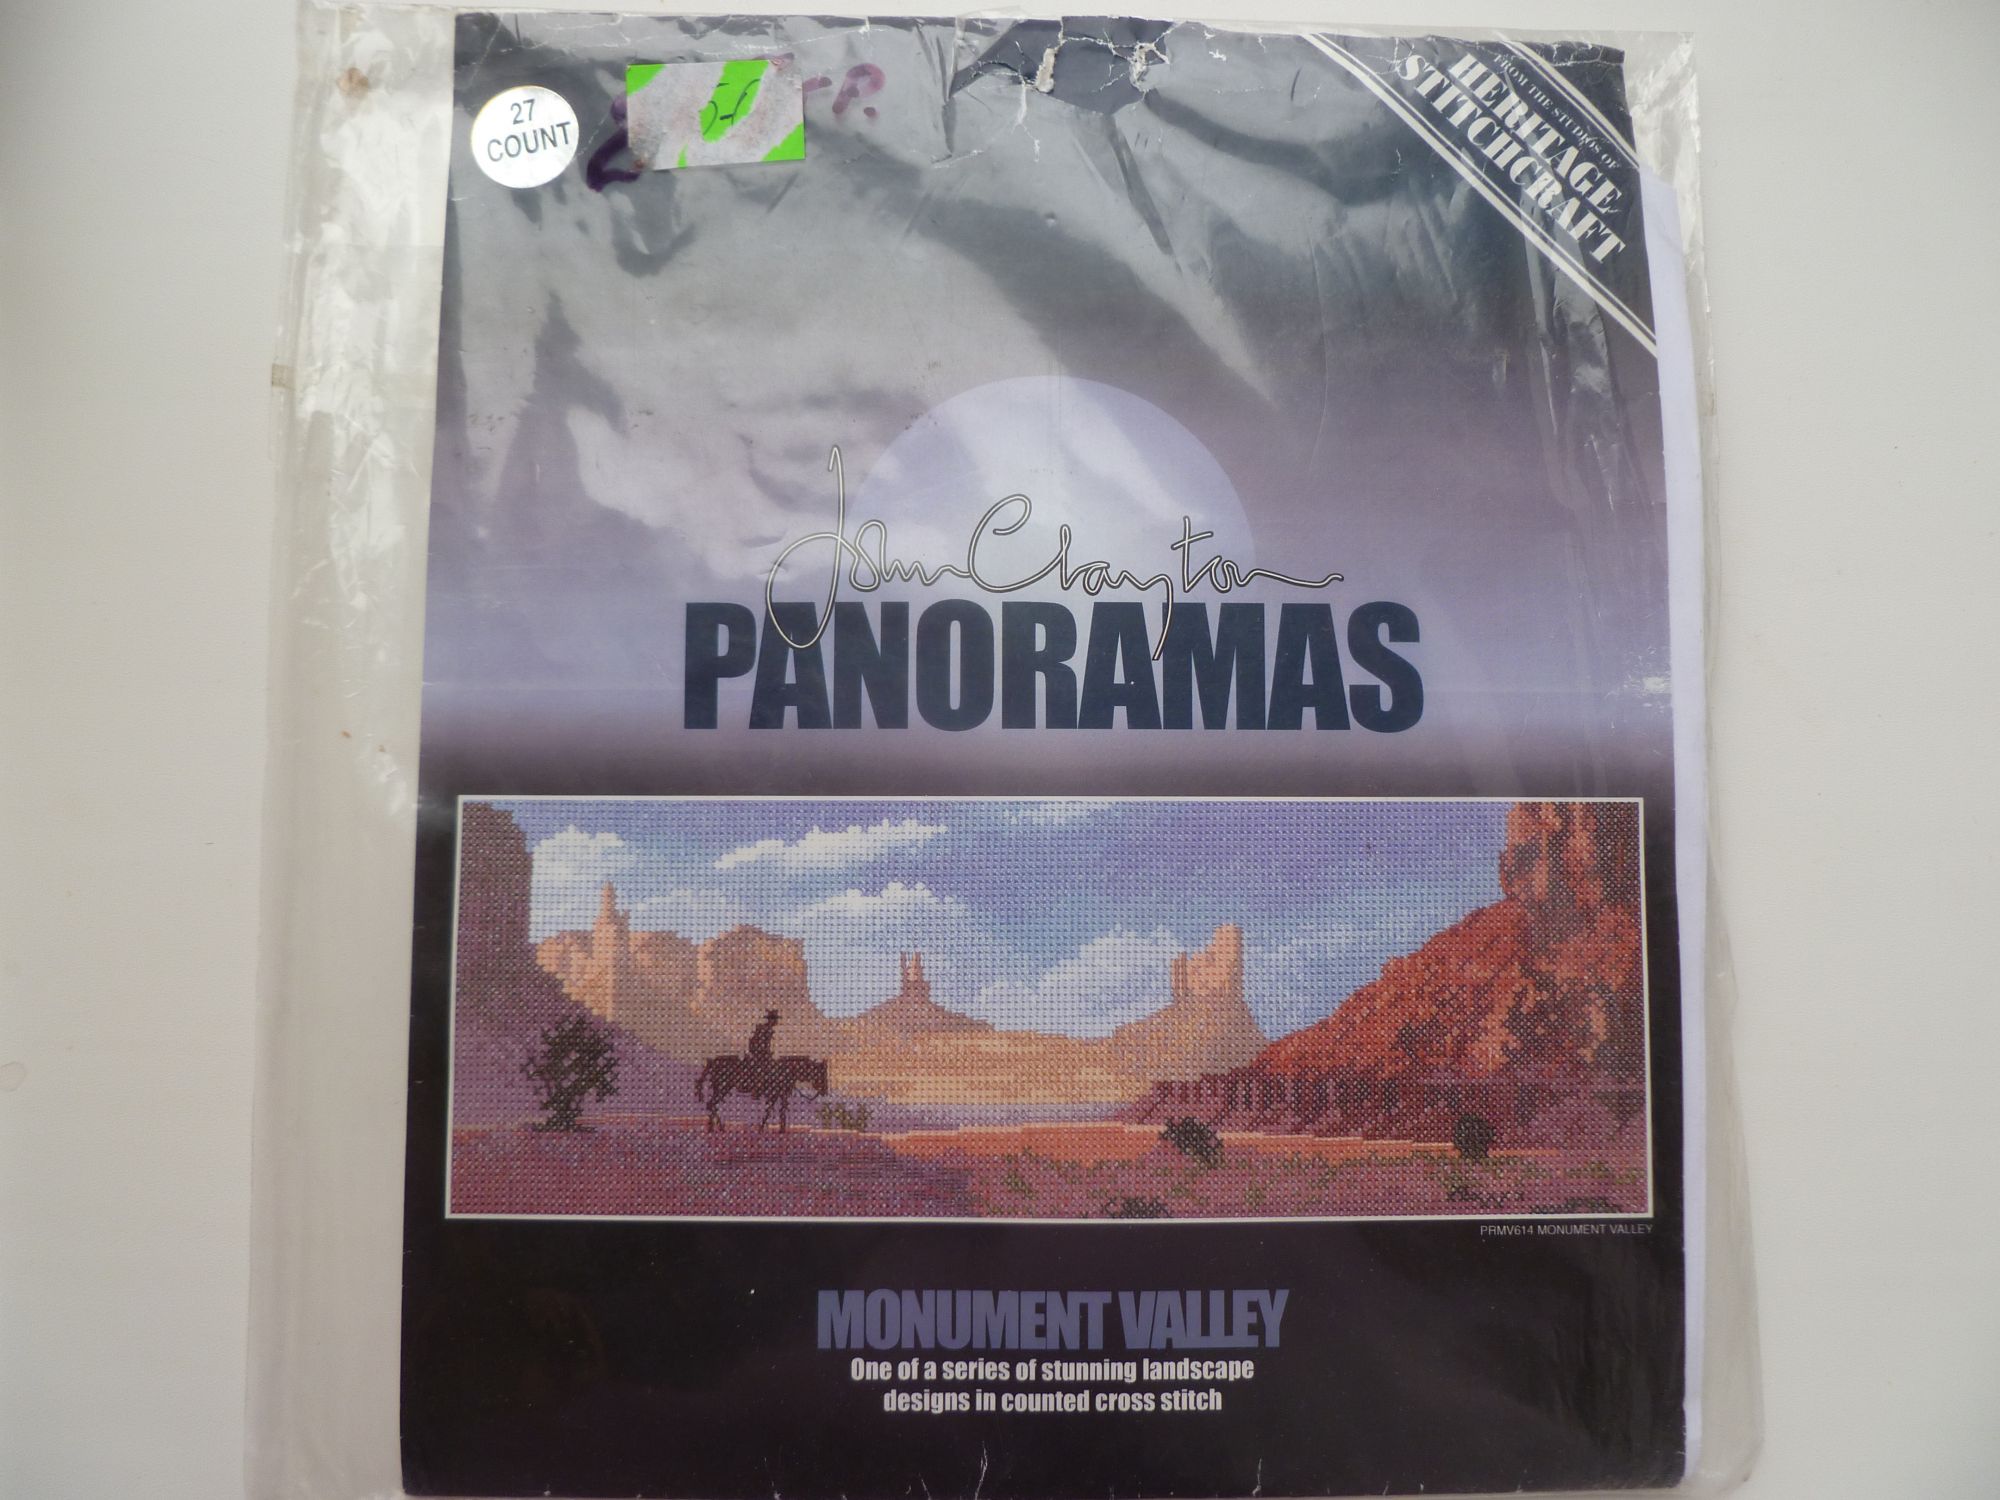 27
COUNT
FROM THE STUDIOS OF
HERITAGE
STITCHCRAFT
John Clayton
PANORAMAS
PRMV614 MONUMENT VALLEY
MONUMENT VALLEY
One of a series of stunning landscape
designs in counted cross stitch